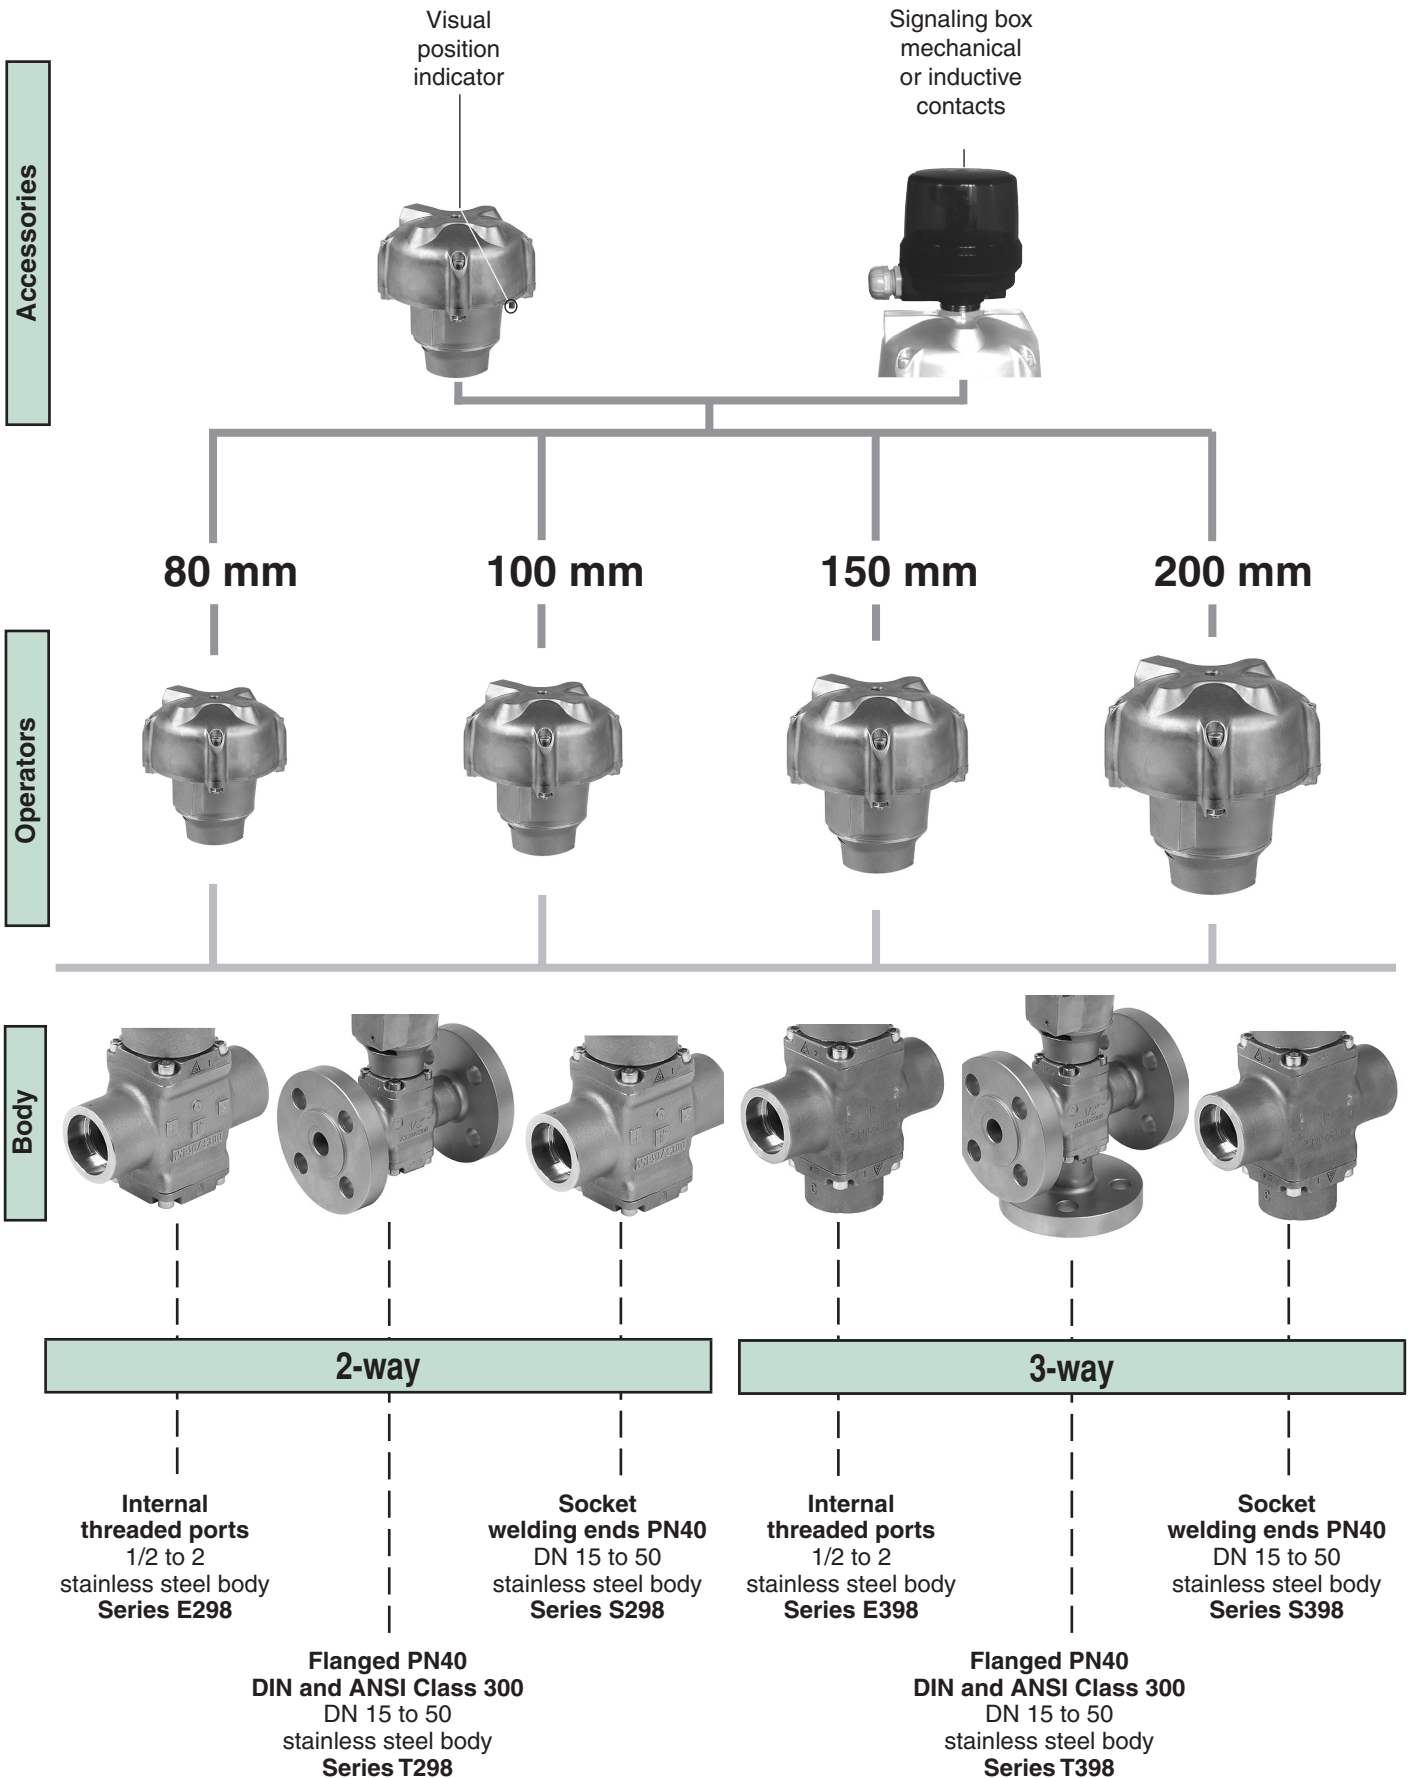 Visual
position
indicator
Signaling box
mechanical
or inductive
contacts
Accessories
80 mm
100 mm
150 mm
200 mm
Operators
Body
2-way
3-way
Internal
threaded ports
1/2 to 2
stainless steel body
Series E298
Socket
welding ends PN40
DN 15 to 50
stainless steel body
Series S298
Internal
threaded ports
1/2 to 2
stainless steel body
Series E398
Socket
welding ends PN40
DN 15 to 50
stainless steel body
Series S398
Flanged PN40
DIN and ANSI Class 300
DN 15 to 50
stainless steel body
Series T298
Flanged PN40
DIN and ANSI Class 300
DN 15 to 50
stainless steel body
Series T398